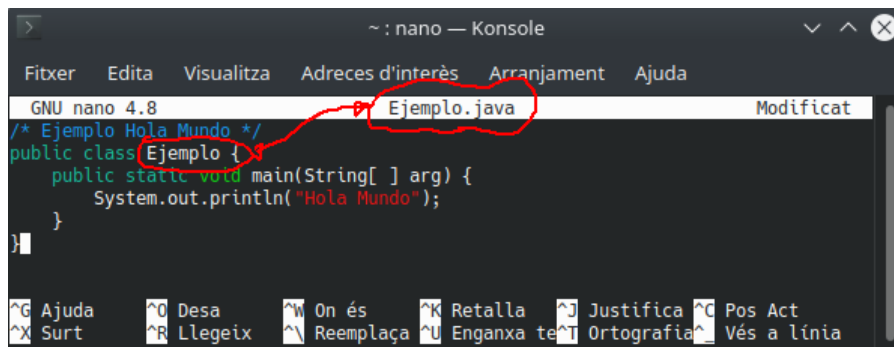 ~ : nano — Konsole
Fitxer Edita Visualitza Adreces d'interès Arranjament Ajuda
GNU nano 4.8 Ejemplo.java Modificat
/* Ejemplo Hola Mundo */
public class Ejemplo {
    public static void main(String[ ] arg) {
        System.out.println("Hola Mundo");
    }
}
^G Ajuda ^O Desa ^W On és ^K Retalla ^J Justifica ^C Pos Act
^X Surt ^R Llegeix ^\ Reemplaça ^U Enganxa te ^T Ortografia ^_ Vés a línia